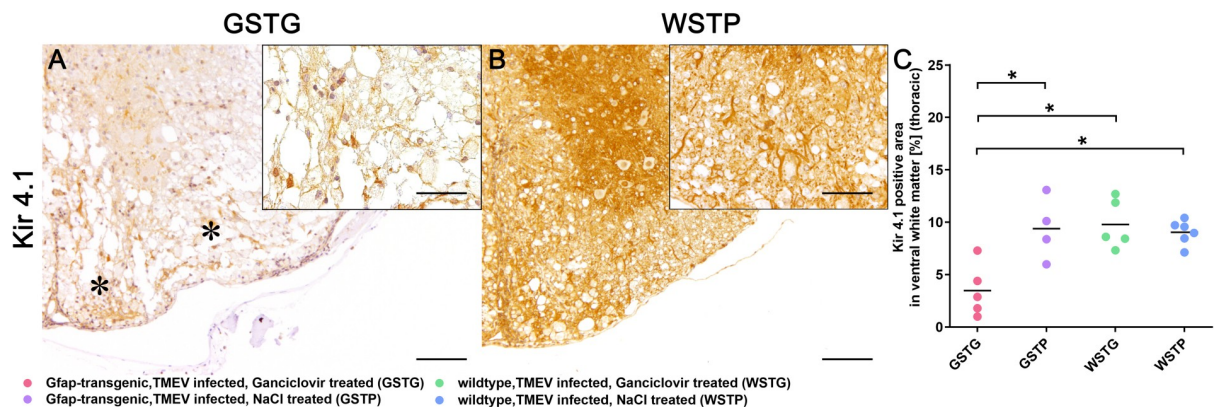 GSTG
WSTP
Kir 4.1
A
B
C
*
*
Kir 4.1 positive area
in ventral white matter [%] (thoracic)
25
20
15
10
5
0
*
*
*
GSTG
GSTP
WSTG
WSTP
Gfap-transgenic,TMEV infected, Ganciclovir treated (GSTG)
Gfap-transgenic,TMEV infected, NaCl treated (GSTP)
wildtype,TMEV infected, Ganciclovir treated (WSTG)
wildtype,TMEV infected, NaCl treated (WSTP)